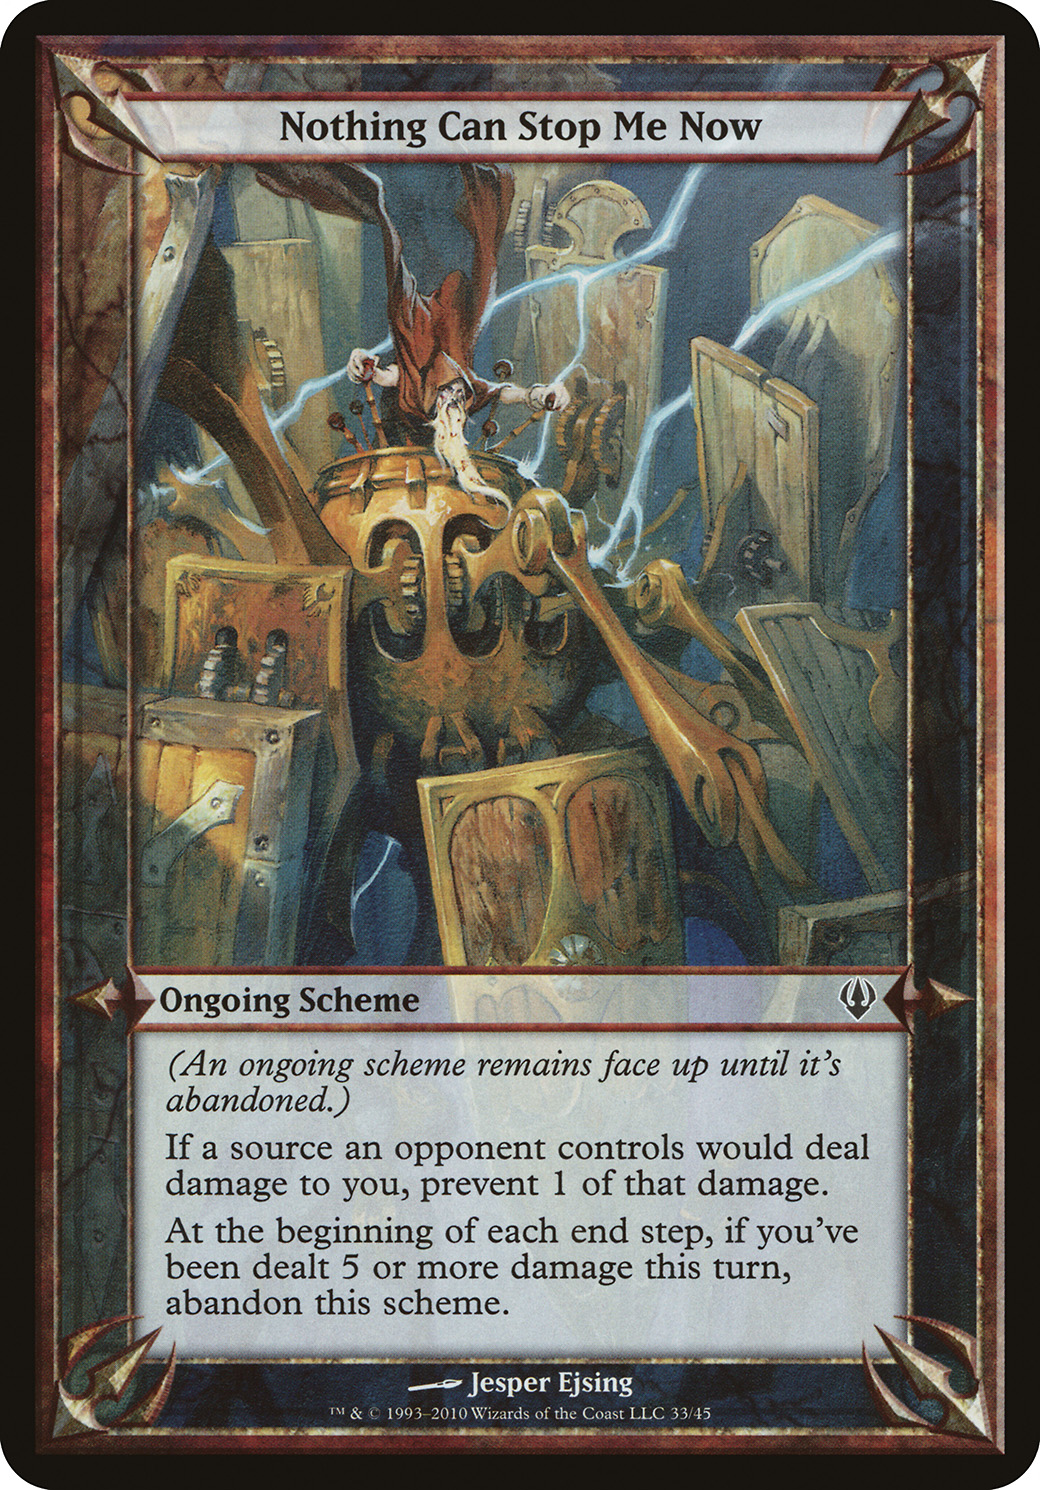 Nothing Can Stop Me Now
Ongoing Scheme
(An ongoing scheme remains face up until it's
abandoned.)
If a source an opponent controls would deal
damage to you, prevent 1 of that damage.
At the beginning of each end step, if you've
been dealt 5 or more damage this turn,
abandon this scheme.
Jesper Ejsing
™ & © 1993–2010 Wizards of the Coast LLC 33/45